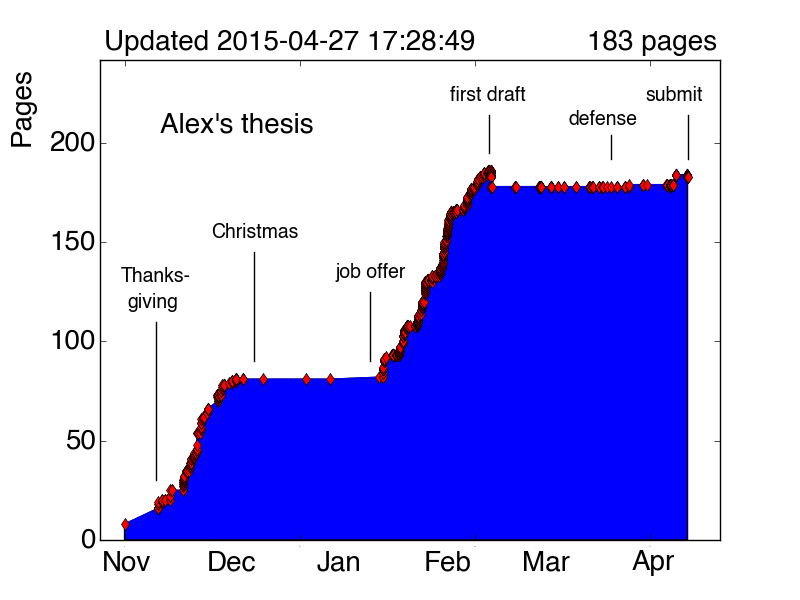 Updated 2015-04-27 17:28:49
183 pages
Pages
Alex's thesis
first draft
submit
defense
Christmas
Thanks-
giving
job offer
200
150
100
50
0
Nov
Dec
Jan
Feb
Mar
Apr